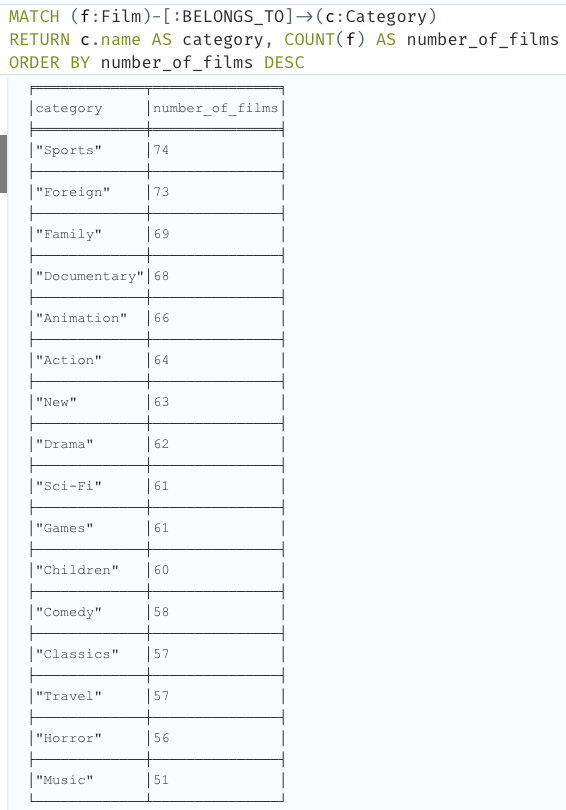 MATCH (f:Film)-[:BELONGS_TO]→(c:Category)
RETURN c.name AS category, COUNT(f) AS number_of_films
ORDER BY number_of_films DESC
category number_of_films
"Sports" 74
"Foreign" 73
"Family" 69
"Documentary" 68
"Animation" 66
"Action" 64
"New" 63
"Drama" 62
"Sci-Fi" 61
"Games" 61
"Children" 60
"Comedy" 58
"Classics" 57
"Travel" 57
"Horror" 56
"Music" 51